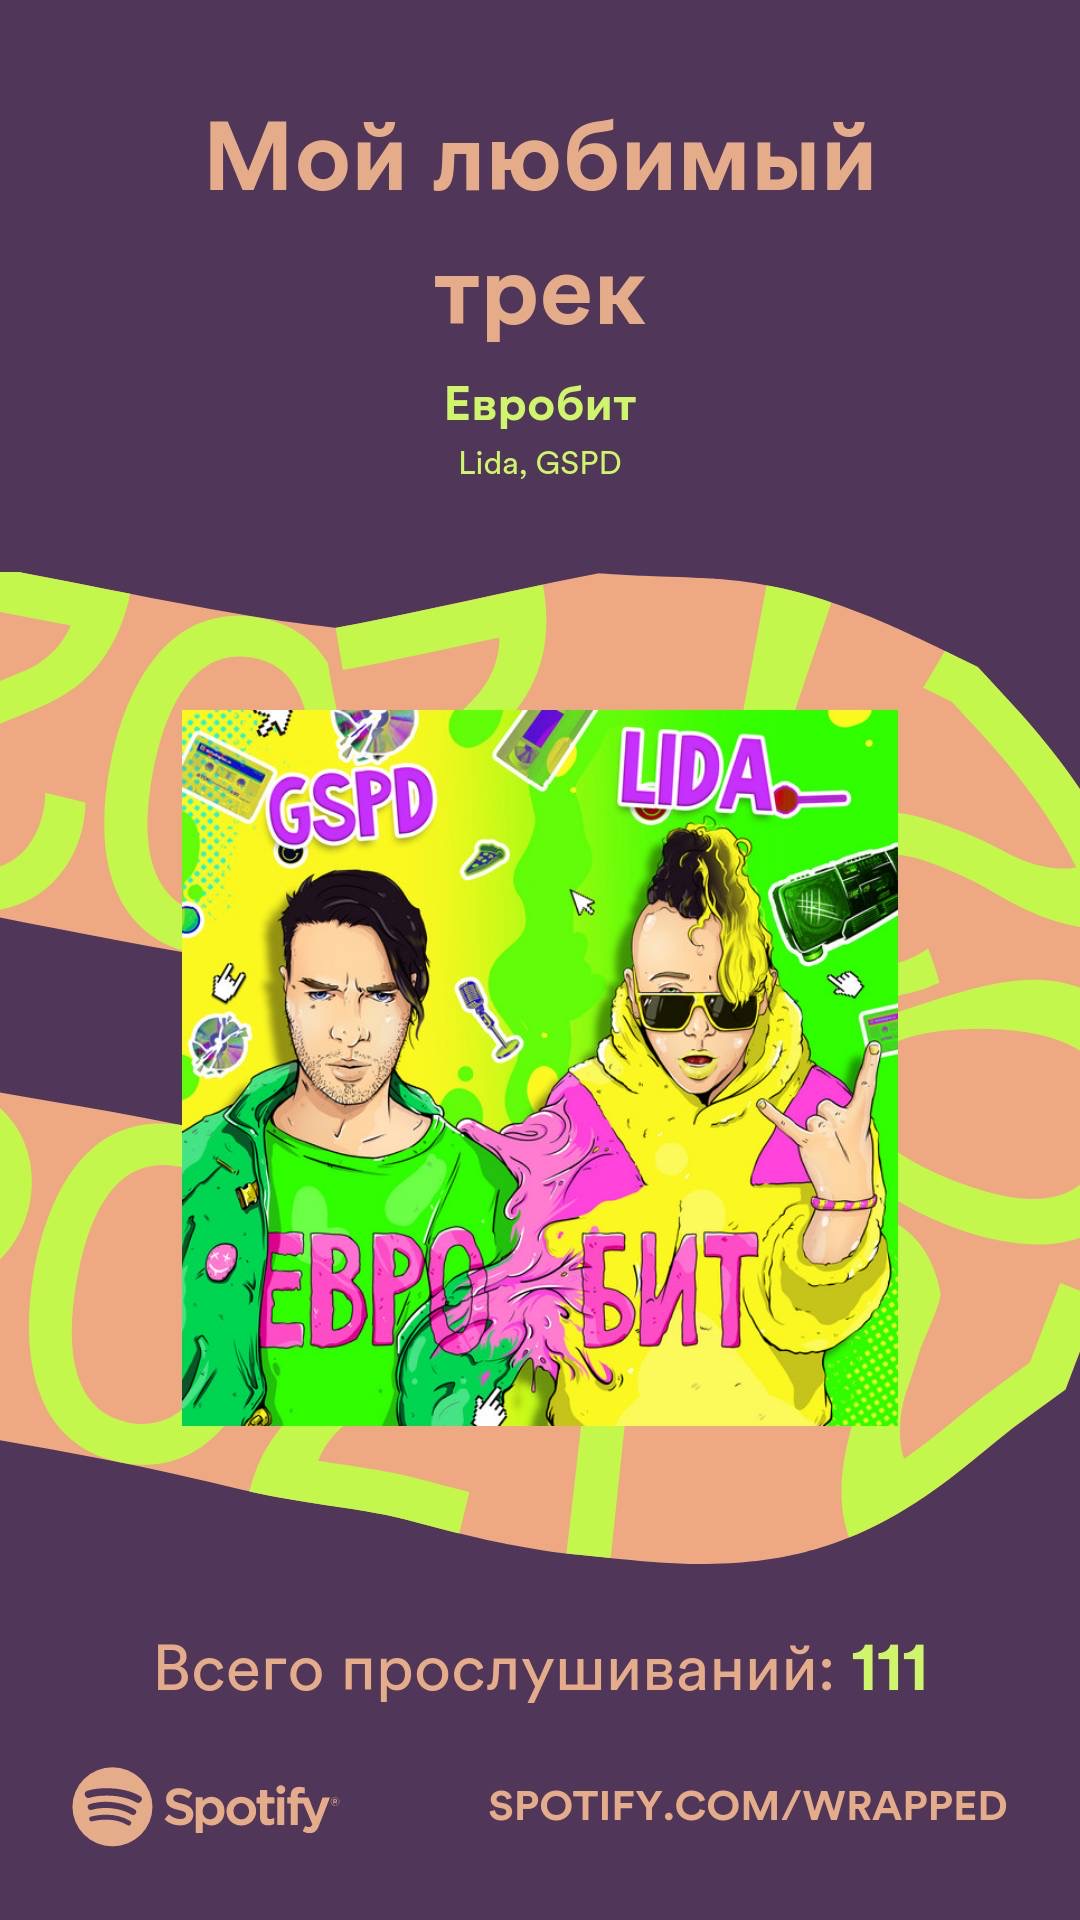 Мой любимый
трек
Евробит
Lida, GSPD
GSPD
LIDA
ЕВРО БИТ
Всего прослушиваний: 111
Spotify®
SPOTIFY.COM/WRAPPED